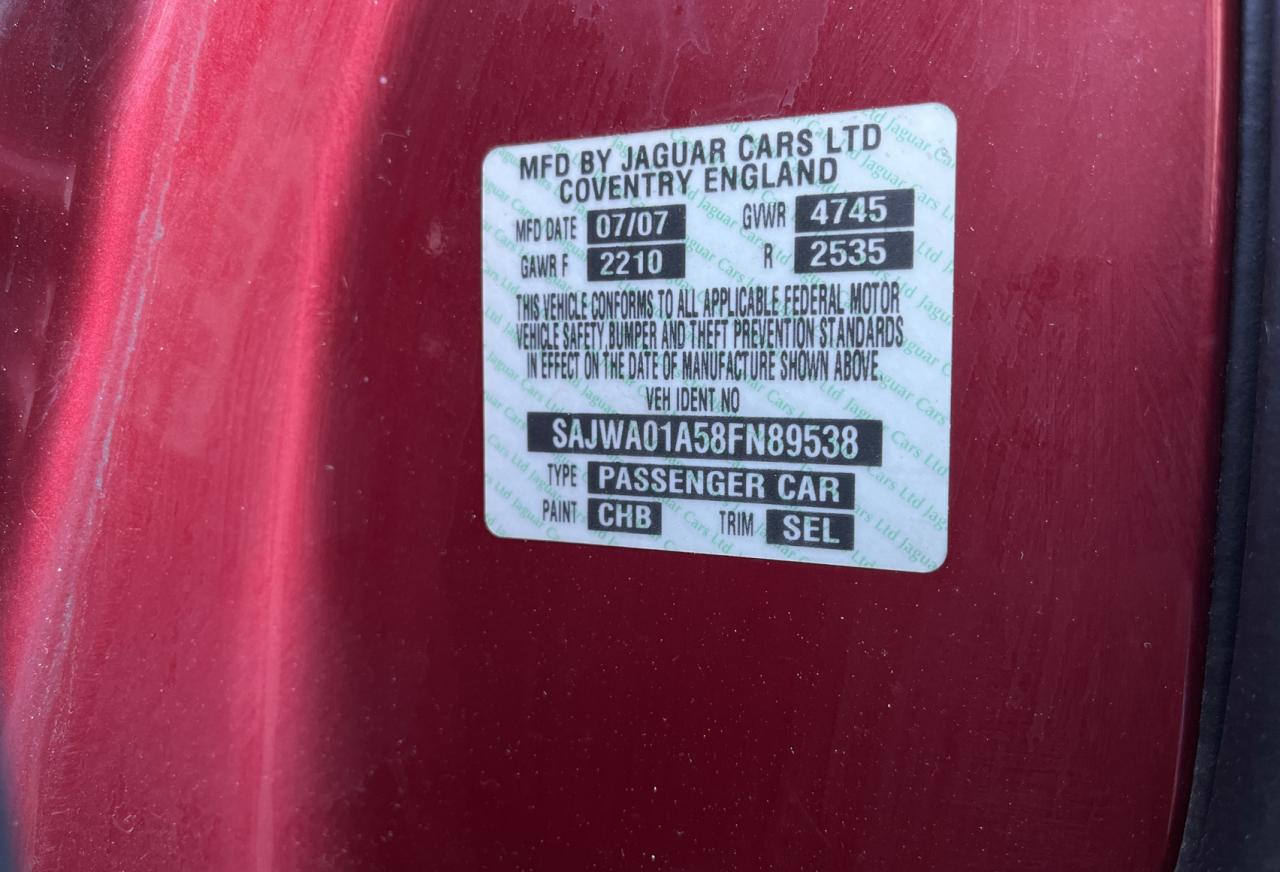 MFD BY JAGUAR CARS LTD
COVENTRY ENGLAND
MFD DATE 07/07 GVWR 4745
GAWR F 2210 R 2535
THIS VEHICLE CONFORMS TO ALL APPLICABLE FEDERAL MOTOR
VEHICLE SAFETY,BUMPER AND THEFT PREVENTION STANDARDS
IN EFFECT ON THE DATE OF MANUFACTURE SHOWN ABOVE.
VEH IDENT NO
SAJWA01A58FN89538
TYPE PASSENGER CAR
PAINT CHB TRIM SEL